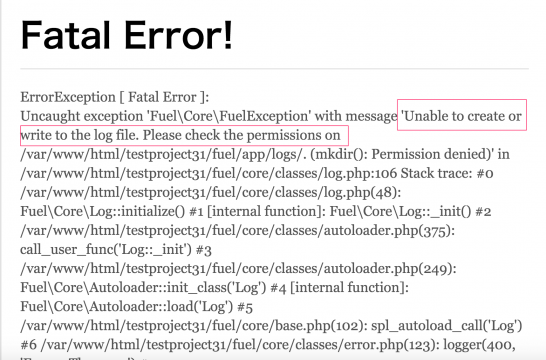 Fatal Error!
ErrorException [ Fatal Error ]:
Uncaught exception 'Fuel\Core\FuelException' with message 'Unable to create or
write to the log file. Please check the permissions on
/var/www/html/testproject31/fuel/app/logs/. (mkdir(): Permission denied)' in
/var/www/html/testproject31/fuel/core/classes/log.php:106 Stack trace: #0
/var/www/html/testproject31/fuel/core/classes/log.php(48):
Fuel\Core\Log::initialize() #1 [internal function]: Fuel\Core\Log::_init() #2
/var/www/html/testproject31/fuel/core/classes/autoloader.php(375):
call_user_func('Log::_init') #3
/var/www/html/testproject31/fuel/core/classes/autoloader.php(249):
Fuel\Core\Autoloader::init_class('Log') #4 [internal function]:
Fuel\Core\Autoloader::load('Log') #5
/var/www/html/testproject31/fuel/core/base.php(102): spl_autoload_call('Log')
#6 /var/www/html/testproject31/fuel/core/classes/error.php(123): logger(400,